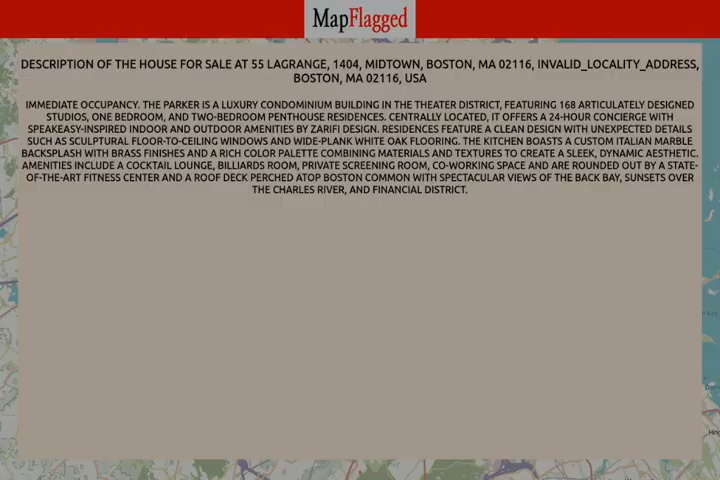 MapFlagged
DESCRIPTION OF THE HOUSE FOR SALE AT 55 LAGRANGE, 1404, MIDTOWN, BOSTON, MA 02116, INVALID_LOCALITY_ADDRESS,
BOSTON, MA 02116, USA
IMMEDIATE OCCUPANCY. THE PARKER IS A LUXURY CONDOMINIUM BUILDING IN THE THEATER DISTRICT, FEATURING 168 ARTICULATELY DESIGNED
STUDIOS, ONE BEDROOM, AND TWO-BEDROOM PENTHOUSE RESIDENCES. CENTRALLY LOCATED, IT OFFERS A 24-HOUR CONCIERGE WITH
SPEAKEASY-INSPIRED INDOOR AND OUTDOOR AMENITIES BY ZARIFI DESIGN. RESIDENCES FEATURE A CLEAN DESIGN WITH UNEXPECTED DETAILS
SUCH AS SCULPTURAL FLOOR-TO-CEILING WINDOWS AND WIDE-PLANK WHITE OAK FLOORING. THE KITCHEN BOASTS A CUSTOM ITALIAN MARBLE
BACKSPLASH WITH BRASS FINISHES AND A RICH COLOR PALETTE COMBINING MATERIALS AND TEXTURES TO CREATE A SLEEK, DYNAMIC AESTHETIC.
AMENITIES INCLUDE A COCKTAIL LOUNGE, BILLIARDS ROOM, PRIVATE SCREENING ROOM, CO-WORKING SPACE AND ARE ROUNDED OUT BY A STATE-
OF-THE-ART FITNESS CENTER AND A ROOF DECK PERCHED ATOP BOSTON COMMON WITH SPECTACULAR VIEWS OF THE BACK BAY, SUNSETS OVER
THE CHARLES RIVER, AND FINANCIAL DISTRICT.